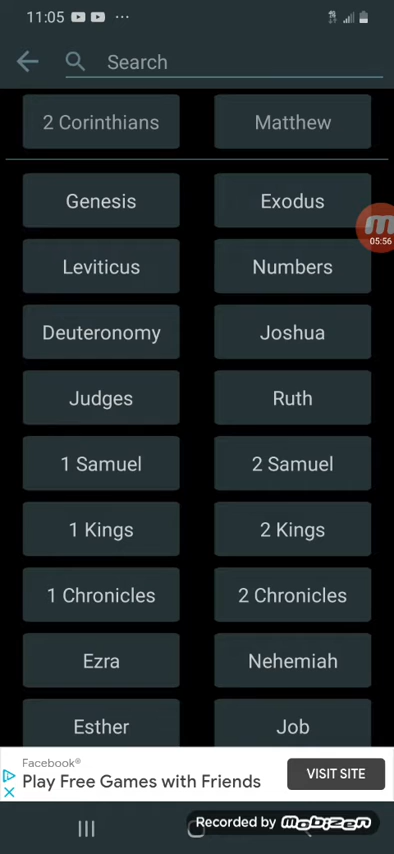 11:05
Search
2 Corinthians Matthew
Genesis Exodus
05:56
Leviticus Numbers
Deuteronomy Joshua
Judges Ruth
1 Samuel 2 Samuel
1 Kings 2 Kings
1 Chronicles 2 Chronicles
Ezra Nehemiah
Esther Job
Facebook®
Play Free Games with Friends VISIT SITE
Recorded by mobizen